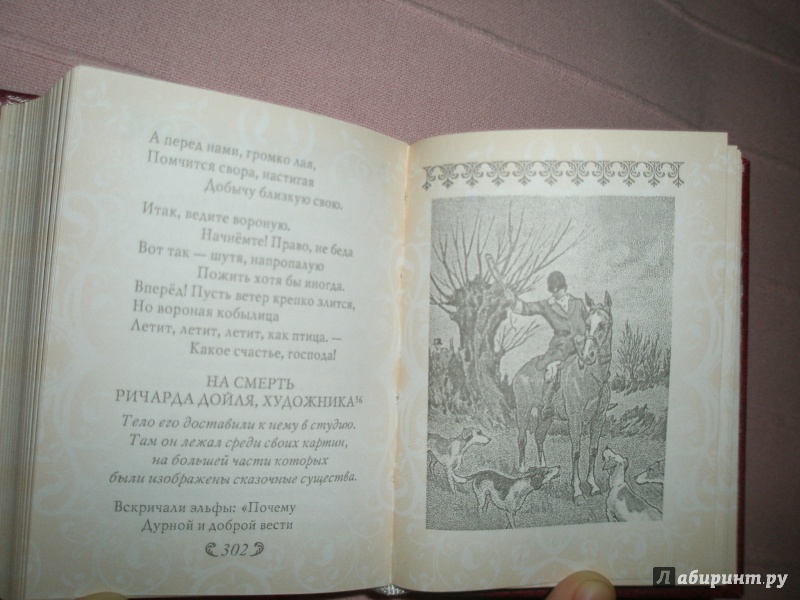 А перед нами, громко лая,
Помчится свора, настигая
Добычу близкую свою.
Итак, ведите вороную.
Начнёмте! Право, не беда
Вот так — шутя, напропалую
Пожить хотя бы иногда.
Вперёд! Пусть ветер крепко злится,
Но вороная кобылица
Летит, летит, летит, как птица. —
Какое счастье, господа!
НА СМЕРТЬ
РИЧАРДА ДОЙЛЯ, ХУДОЖНИКА¹⁶
Тело его доставили к нему в студию.
Там он лежал среди своих картин,
на большей части которых
были изображены сказочные существа.
Вскричали эльфы: «Почему
Дурной и доброй вести
302
Лабиринт.ру